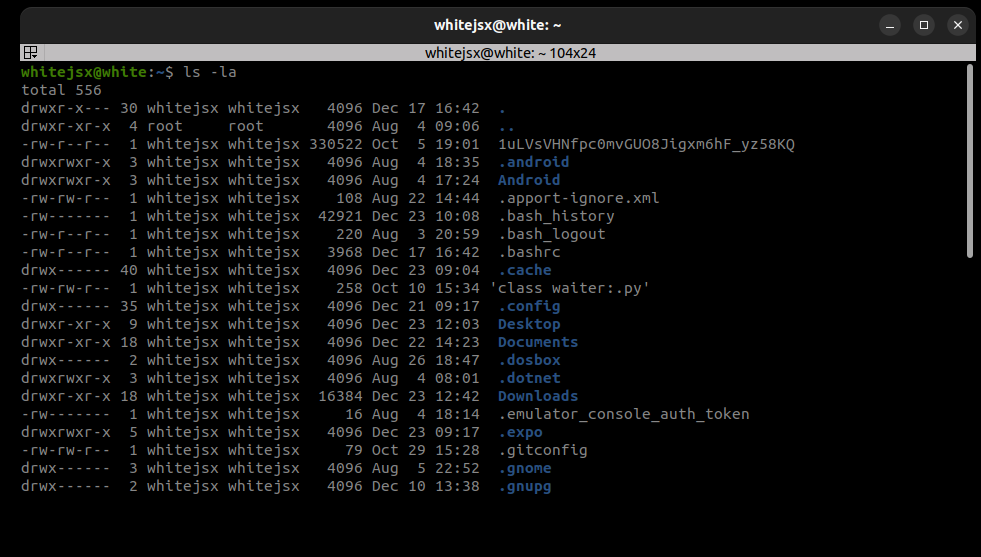 whitejsx@white: ~
whitejsx@white: ~ 104x24
whitejsx@white:~$ ls -la
total 556
drwxr-x--- 30 whitejsx whitejsx   4096 Dec 17 16:42  .
drwxr-xr-x  4 root     root       4096 Aug  4 09:06  ..
-rw-r--r--  1 whitejsx whitejsx 330522 Oct  5 19:01  1uLVsVHNfpc0mvGUO8Jigxm6hF_yz58KQ
drwxrwxr-x  3 whitejsx whitejsx   4096 Aug  4 18:35  .android
drwxrwxr-x  3 whitejsx whitejsx   4096 Aug  4 17:24  Android
-rw-rw-r--  1 whitejsx whitejsx    108 Aug 22 14:44  .apport-ignore.xml
-rw-------  1 whitejsx whitejsx  42921 Dec 23 10:08  .bash_history
-rw-r--r--  1 whitejsx whitejsx    220 Aug  3 20:59  .bash_logout
-rw-r--r--  1 whitejsx whitejsx   3968 Dec 17 16:42  .bashrc
drwx------ 40 whitejsx whitejsx   4096 Dec 23 09:04  .cache
-rw-rw-r--  1 whitejsx whitejsx    258 Oct 10 15:34 'class waiter:.py'
drwx------ 35 whitejsx whitejsx   4096 Dec 21 09:17  .config
drwxr-xr-x  9 whitejsx whitejsx   4096 Dec 23 12:03  Desktop
drwxr-xr-x 18 whitejsx whitejsx   4096 Dec 22 14:23  Documents
drwx------  2 whitejsx whitejsx   4096 Aug 26 18:47  .dosbox
drwxrwxr-x  3 whitejsx whitejsx   4096 Aug  4 08:01  .dotnet
drwxr-xr-x 18 whitejsx whitejsx  16384 Dec 23 12:42  Downloads
-rw-------  1 whitejsx whitejsx     16 Aug  4 18:14  .emulator_console_auth_token
drwxrwxr-x  5 whitejsx whitejsx   4096 Dec 23 09:17  .expo
-rw-rw-r--  1 whitejsx whitejsx     79 Oct 29 15:28  .gitconfig
drwx------  3 whitejsx whitejsx   4096 Aug  5 22:52  .gnome
drwx------  2 whitejsx whitejsx   4096 Dec 10 13:38  .gnupg